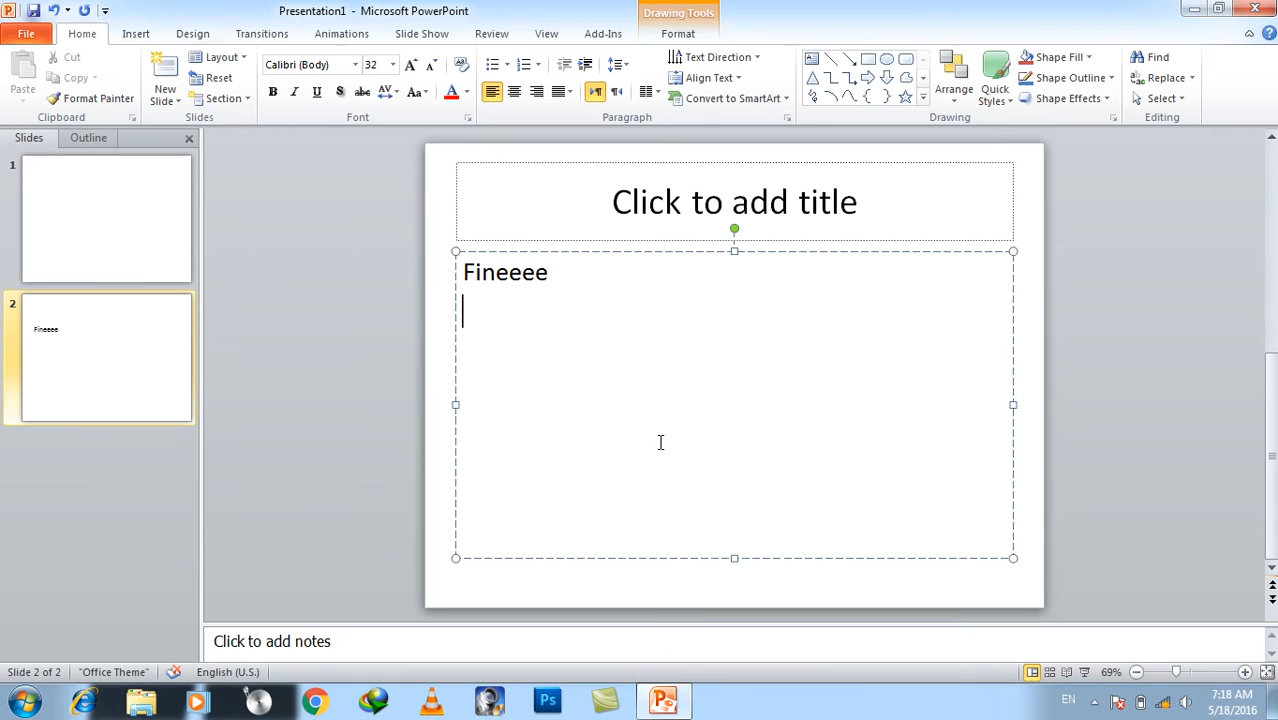 Presentation1 - Microsoft PowerPoint
Drawing Tools
File Home Insert Design Transitions Animations Slide Show Review View Add-Ins Format
Paste
Cut
Copy
Format Painter
Clipboard
New
Slide
Layout
Reset
Section
Slides
Calibri (Body) 32
B I U S abc AV Aa A
Font
Text Direction
Align Text
Convert to SmartArt
Paragraph
Arrange
Quick
Styles
Shape Fill
Shape Outline
Shape Effects
Drawing
Find
Replace
Select
Editing
Slides Outline
1
2
Fineeee
Click to add title
Fineeee
Click to add notes
Slide 2 of 2 "Office Theme" English (U.S.) 69%
Ps
EN
7:18 AM
5/18/2016